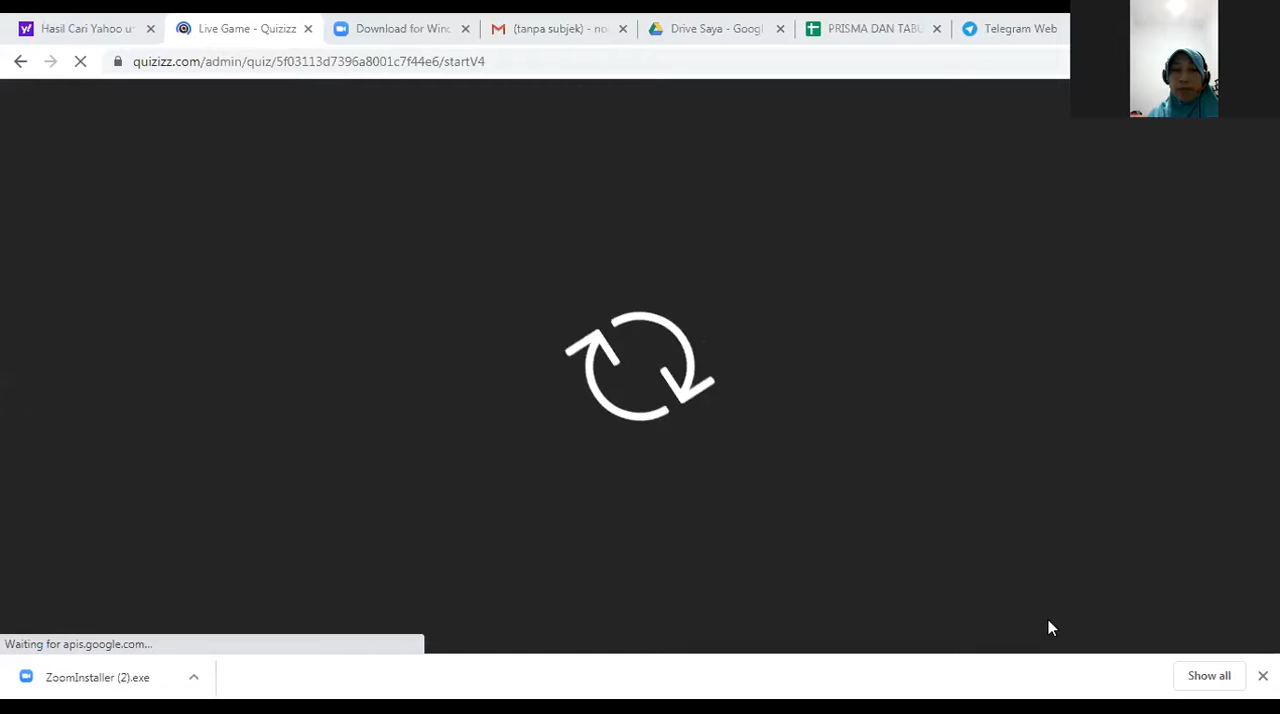 Hasil Cari Yahoo u
Live Game - Quizizz
Download for Winc
(tanpa subjek) - no
Drive Saya - Googl
PRISMA DAN TABU
Telegram Web
quizizz.com/admin/quiz/5f03113d7396a8001c7f44e6/startV4
Waiting for apis.google.com...
ZoomInstaller (2).exe
Show all